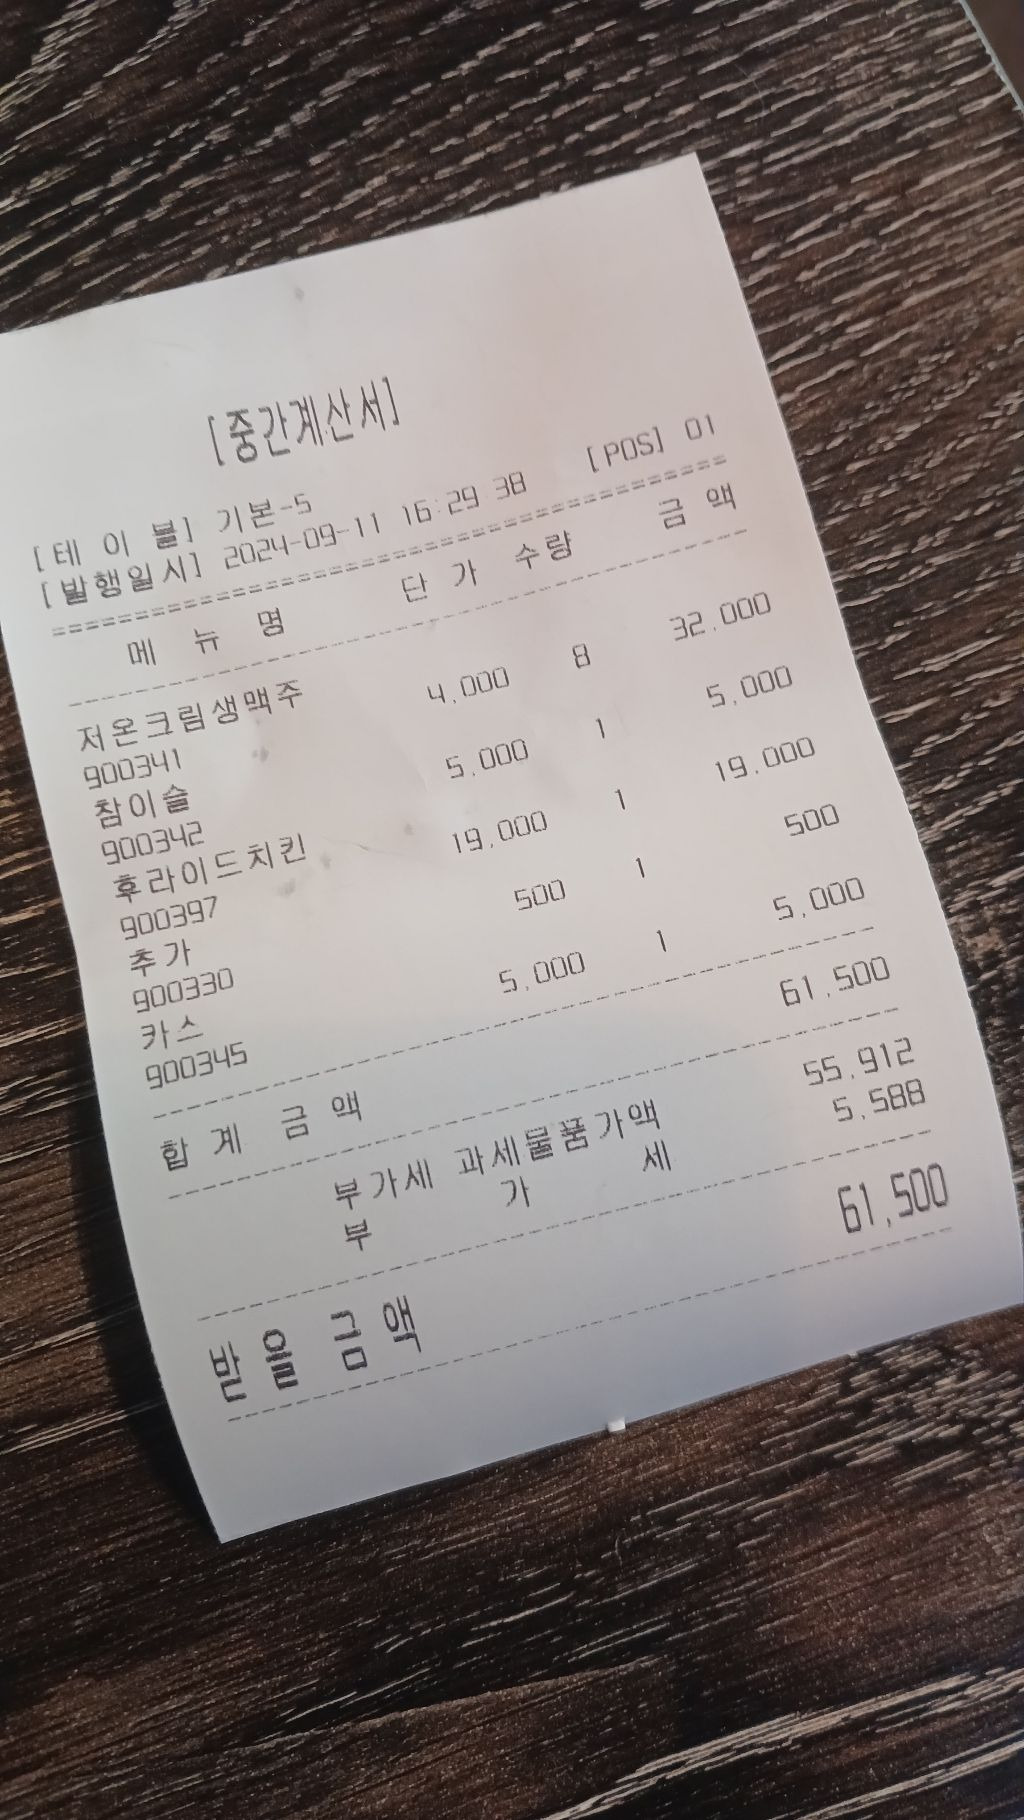 [중간계산서]
[테 이 블] 기본-5
[발행일시] 2024-09-11 16:29 38 [POS] 01
메 뉴 명 단 가 수량 금 액
저온크림생맥주 4,000 8 32,000
900341
참이슬 5,000 1 5,000
900342
후라이드치킨 19,000 1 19,000
900397
추가 500 1 500
900330
카스 5,000 1 5,000
900345
합 계 금 액 61,500
부가세 과세물품가액 55,912
부 가 세 5,588
받 을 금 액 61,500